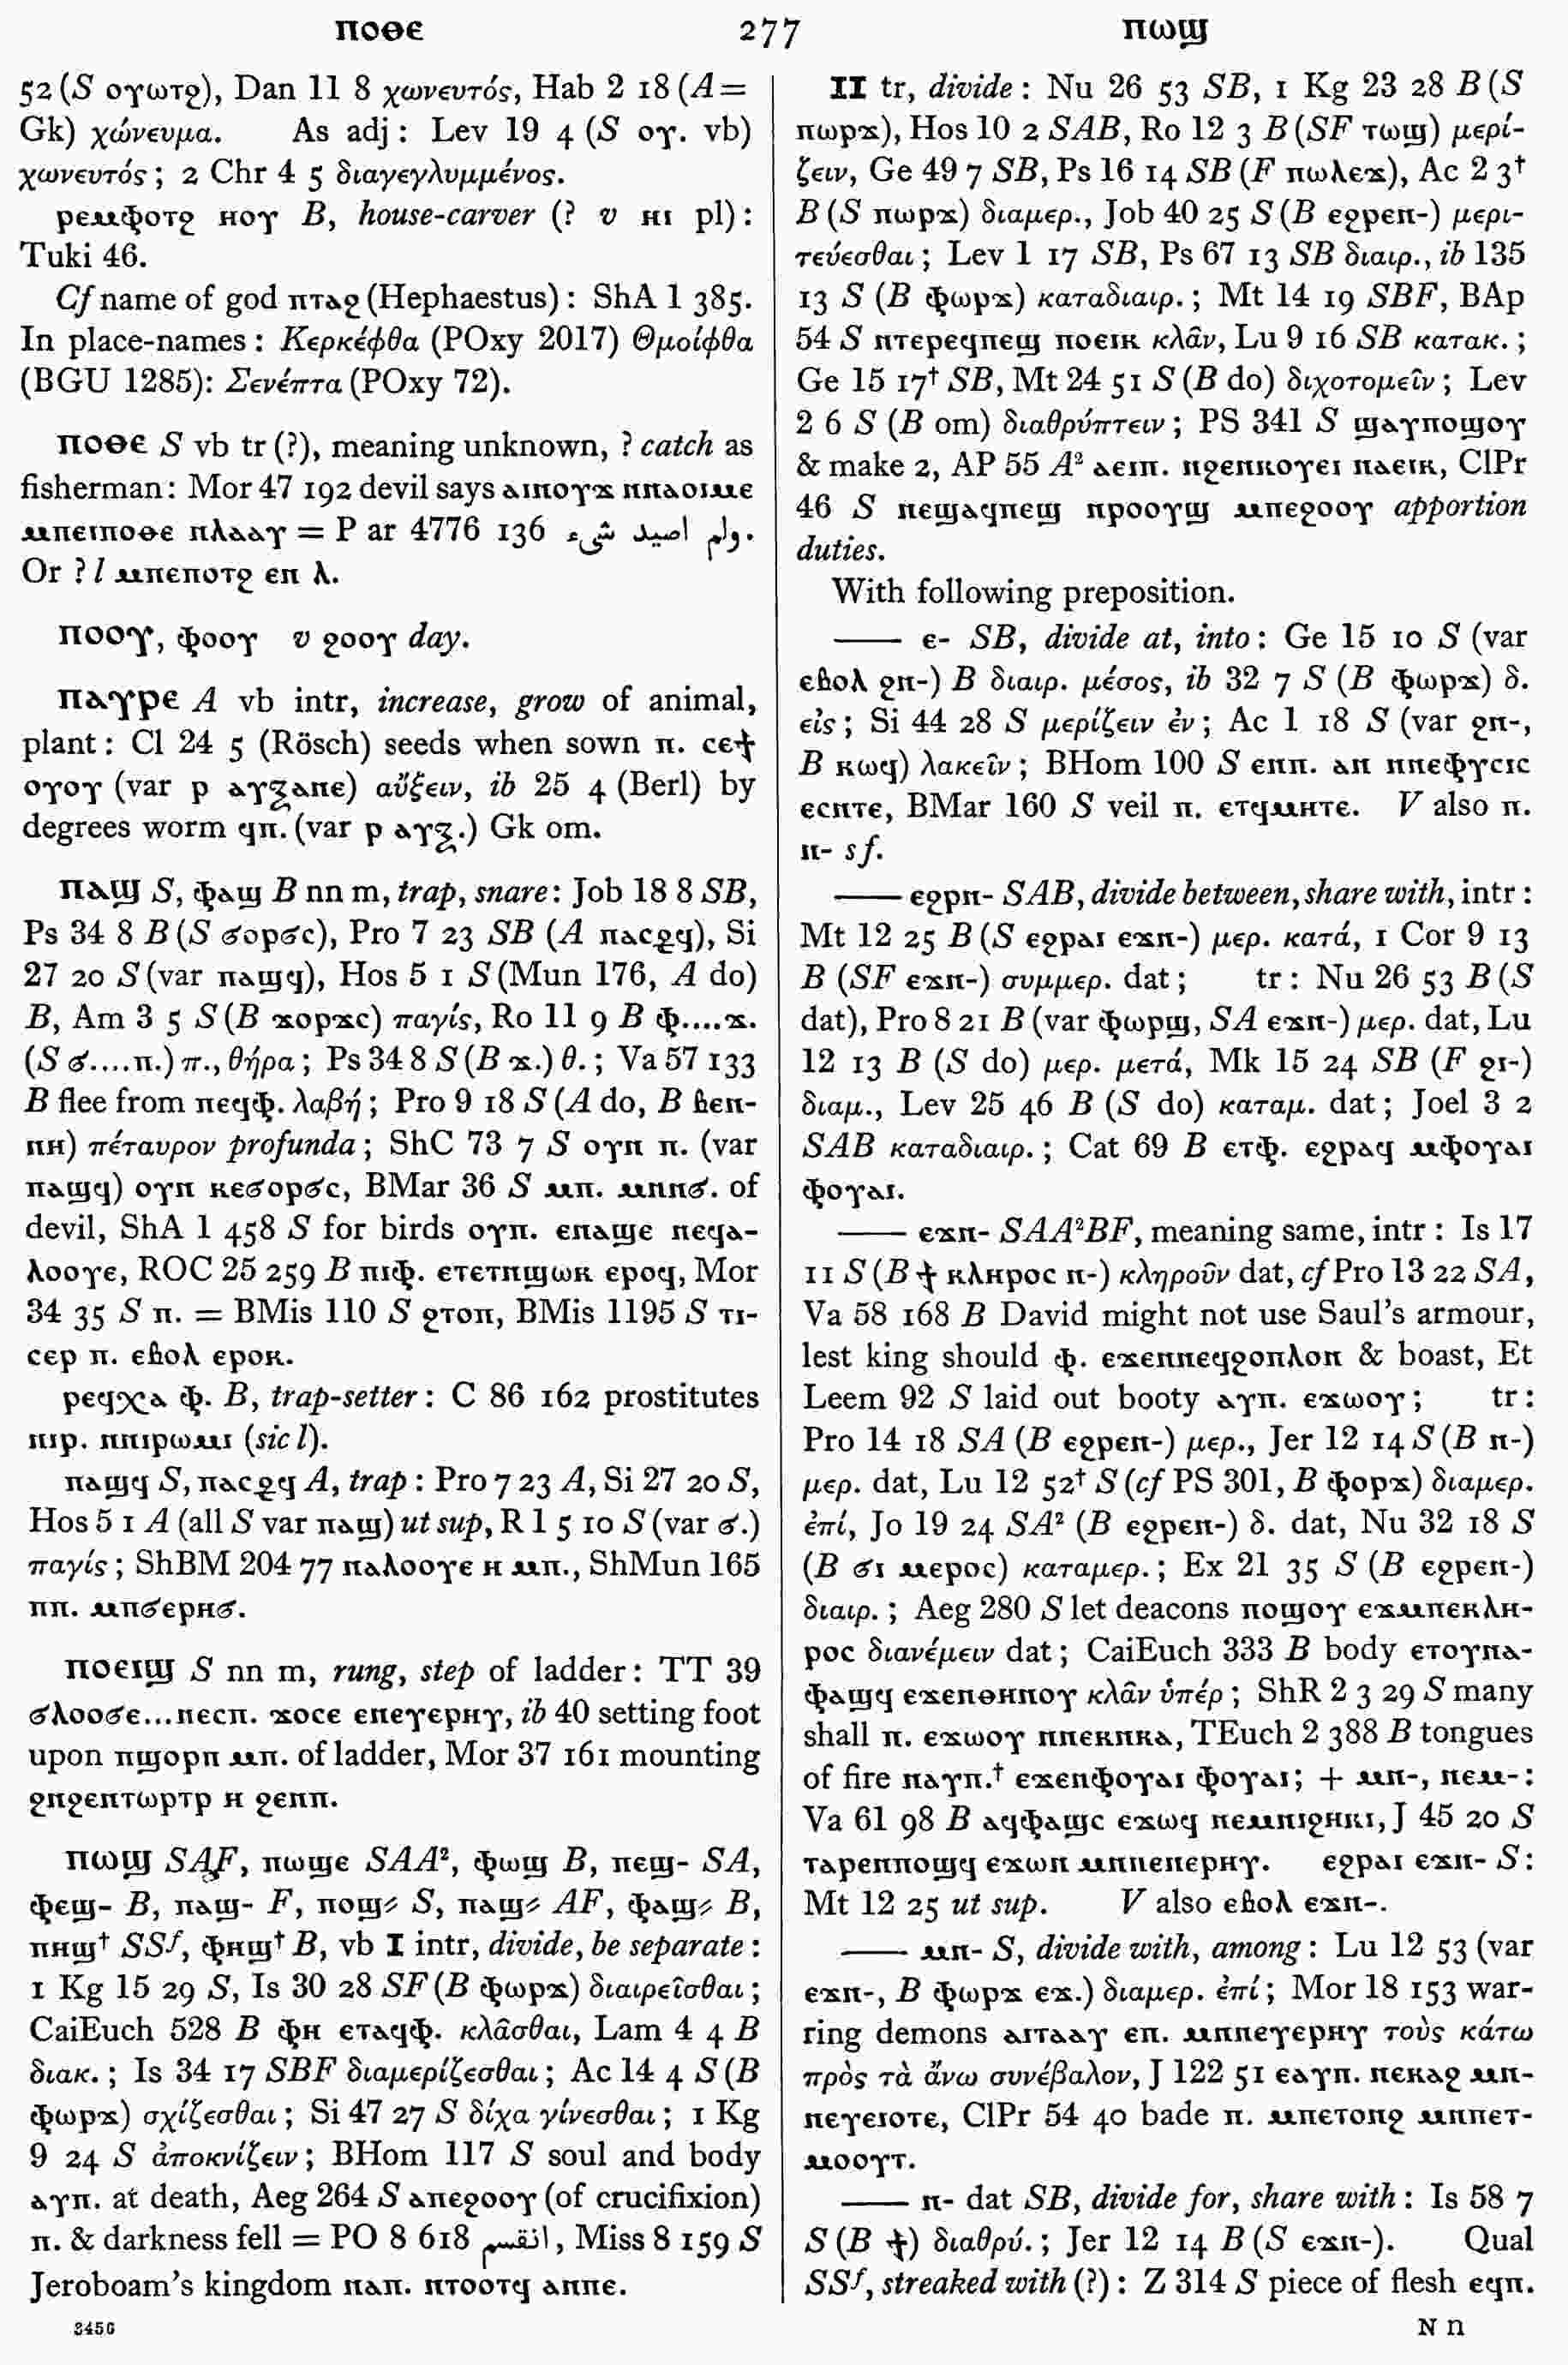 ⲡⲟⲑⲉ 277 ⲡⲱϣ
52 (S ⲟⲩⲱⲧϩ), Dan 11 8 χωνευτός, Hab 2 18 (A =
Gk) χώνευμα. As adj : Lev 19 4 (S ⲟⲩ. vb)
χωνευτός ; 2 Chr 4 5 διαγεγλυμμένος.
ⲣⲉⲙⲫⲟⲧϩ ⲏⲟⲩ B, house-carver (? v ⲏⲓ pl) :
Tuki 46.
Cf name of god ⲡⲧⲁϩ (Hephaestus) : ShA 1 385.
In place-names : Κερκέφθα (POxy 2017) Θμοίφθα
(BGU 1285): Σενέπτα (POxy 72).
ⲡⲟⲑⲉ S vb tr (?), meaning unknown, ? catch as
fisherman: Mor 47 192 devil says ⲁⲓⲛⲟⲩϫ ⲛⲛⲁⲟⲓⲙⲉ
ⲙⲡⲉⲓⲡⲟⲑⲉ ⲛⲗⲁⲁⲩ = P ar 4776 136 ولم اصيد شىء.
Or ? l ⲙⲡⲉⲡⲟⲧϩ ⲉⲛ ⲗ.
ⲡⲟⲟⲩ, ⲫⲟⲟⲩ v ϩⲟⲟⲩ day.
ⲡⲁⲩⲣⲉ A vb intr, increase, grow of animal,
plant : Cl 24 5 (Rösch) seeds when sown ⲡ. ⲥⲉϯ
ⲟⲩⲟⲩ (var ⲣ ⲁⲩⲝⲁⲛⲉ) αὔξειν, ib 25 4 (Berl) by
degrees worm ϥⲡ. (var ⲣ ⲁⲩⲝ.) Gk om.
ⲡⲁϣ S, ⲫⲁϣ B nn m, trap, snare : Job 18 8 SB,
Ps 34 8 B (S ϭⲟⲣϭⲥ), Pro 7 23 SB (A ⲡⲁⲥϩϥ), Si
27 20 S (var ⲡⲁϣϥ), Hos 5 1 S (Mun 176, A do)
B, Am 3 5 S (B ϫⲟⲣϫⲥ) παγίς, Ro 11 9 B ⲫ....ϫ.
(S ϭ....ⲡ.) π., θήρα ; Ps 34 8 S (B ϫ.) θ. ; Va 57 133
B flee from ⲡⲉϥⲫ. λαβή ; Pro 9 18 S (A do, B ⲃⲉⲛ-
ⲛⲏ) πέταυρον profunda ; ShC 73 7 S ⲟⲩⲛ ⲡ. (var
ⲡⲁϣϥ) ⲟⲩⲛ ⲕⲉϭⲟⲣϭⲥ, BMar 36 S ⲙⲡ. ⲙⲛⲛϭ. of
devil, ShA 1 458 S for birds ⲟⲩⲡ. ⲉⲛⲁϣⲉ ⲛⲉϥⲁ-
ⲗⲟⲟⲩⲉ, ROC 25 259 B ⲡⲓⲫ. ⲉⲧⲉⲧⲛϣⲱⲕ ⲉⲣⲟϥ, Mor
34 35 S ⲡ. = BMis 110 S ϩⲧⲟⲡ, BMis 1195 S ⲧⲓ-
ⲥⲉⲣ ⲡ. ⲉⲃⲟⲗ ⲉⲣⲟⲕ.
ⲣⲉϥⲭⲁ ⲫ. B, trap-setter : C 86 162 prostitutes
ⲛⲓⲣ. ⲛⲛⲓⲣⲱⲙⲓ (sic l).
ⲡⲁϣϥ S, ⲡⲁⲥϩϥ A, trap : Pro 7 23 A, Si 27 20 S,
Hos 5 1 A (all S var ⲡⲁϣ) ut sup, R 1 5 10 S (var ϭ.)
παγίς ; ShBM 204 77 ⲛⲁⲗⲟⲟⲩⲉ ⲏ ⲙⲡ., ShMun 165
ⲛⲡ. ⲙⲛϭⲉⲣⲏϭ.
ⲡⲟⲉⲓϣ S nn m, rung, step of ladder : TT 39
ϭⲗⲟⲟϭⲉ...ⲛⲉⲥⲡ. ϫⲟⲥⲉ ⲉⲛⲉⲩⲉⲣⲏⲩ, ib 40 setting foot
upon ⲡϣⲟⲣⲡ ⲙⲡ. of ladder, Mor 37 161 mounting
ϩⲛϩⲉⲛⲧⲱⲣⲧⲣ ⲏ ϩⲉⲛⲡ.
ⲡⲱϣ SAF, ⲡⲱϣⲉ SAA², ⲫⲱϣ B, ⲡⲉϣ- SA,
ⲫⲉϣ- B, ⲡⲁϣ- F, ⲡⲟϣ⸗ S, ⲡⲁϣ⸗ AF, ⲫⲁϣ⸗ B,
ⲡⲏϣ† SSᶠ, ⲫⲏϣ† B, vb I intr, divide, be separate :
1 Kg 15 29 S, Is 30 28 SF (B ⲫⲱⲣϫ) διαιρεῖσθαι ;
CaiEuch 528 B ⲫⲏ ⲉⲧⲁϥⲫ. κλᾶσθαι, Lam 4 4 B
διακ. ; Is 34 17 SBF διαμερίζεσθαι ; Ac 14 4 S (B
ⲫⲱⲣϫ) σχίζεσθαι ; Si 47 27 S δίχα γίνεσθαι ; 1 Kg
9 24 S ἀποκνίζειν ; BHom 117 S soul and body
ⲁⲩⲡ. at death, Aeg 264 S ⲁⲡⲉϩⲟⲟⲩ (of crucifixion)
ⲡ. & darkness fell = PO 8 618 انقسم, Miss 8 159 S
Jeroboam's kingdom ⲛⲁⲡ. ⲛⲧⲟⲟⲧϥ ⲁⲛⲡⲉ.
3456
II tr, divide : Nu 26 53 SB, 1 Kg 23 28 B (S
ⲡⲱⲣϫ), Hos 10 2 SAB, Ro 12 3 B (SF ⲧⲱϣ) μερί-
ζειν, Ge 49 7 SB, Ps 16 14 SB (F ⲡⲱⲗⲉϫ), Ac 2 3†
B (S ⲡⲱⲣϫ) διαμερ., Job 40 25 S (B ⲉϩⲣⲉⲛ-) μερι-
τεύεσθαι ; Lev 1 17 SB, Ps 67 13 SB διαιρ., ib 135
13 S (B ⲫⲱⲣϫ) καταδιαιρ. ; Mt 14 19 SBF, BAp
54 S ⲛⲧⲉⲣⲉϥⲡⲉϣ ⲡⲟⲉⲓⲕ κλᾶν, Lu 9 16 SB κατακ. ;
Ge 15 17† SB, Mt 24 51 S (B do) διχοτομεῖν ; Lev
2 6 S (B om) διαθρύπτειν ; PS 341 S ϣⲁⲩⲡⲟϣⲟⲩ
& make 2, AP 55 A² ⲁⲉⲓⲡ. ⲛϩⲉⲛⲕⲟⲩⲉⲓ ⲛⲁⲉⲓⲕ, ClPr
46 S ⲛⲉϣⲁϥⲡⲉϣ ⲡⲣⲟⲟⲩϣ ⲙⲡⲉϩⲟⲟⲩ apportion
duties.
With following preposition.
—— ⲉ- SB, divide at, into : Ge 15 10 S (var
ⲉⲃⲟⲗ ϩⲛ-) B διαιρ. μέσος, ib 32 7 S (B ⲫⲱⲣϫ) δ.
εἰς ; Si 44 28 S μερίζειν ἐν ; Ac 1 18 S (var ϩⲛ-,
B ⲕⲱϥ) λακεῖν ; BHom 100 S ⲉⲛⲡ. ⲁⲛ ⲛⲛⲉⲫⲩⲥⲓⲥ
ⲉⲥⲛⲧⲉ, BMar 160 S veil ⲡ. ⲉⲧϥⲙⲏⲧⲉ. V also ⲡ.
ⲛ- sf.
—— ⲉϩⲣⲛ- SAB, divide between, share with, intr :
Mt 12 25 B (S ⲉϩⲣⲁⲓ ⲉϫⲛ-) μερ. κατά, 1 Cor 9 13
B (SF ⲉϫⲛ-) συμμερ. dat ; tr : Nu 26 53 B (S
dat), Pro 8 21 B (var ⲫⲱⲣϣ, SA ⲉϫⲛ-) μερ. dat, Lu
12 13 B (S do) μερ. μετά, Mk 15 24 SB (F ϩⲓ-)
διαμ., Lev 25 46 B (S do) καταμ. dat ; Joel 3 2
SAB καταδιαιρ. ; Cat 69 B ⲉⲧⲫ. ⲉϩⲣⲁϥ ⲙⲫⲟⲩⲁⲓ
ⲫⲟⲩⲁⲓ.
—— ⲉϫⲛ- SAA²BF, meaning same, intr : Is 17
11 S (B ϯ ⲕⲗⲏⲣⲟⲥ ⲛ-) κληροῦν dat, cf Pro 13 22 SA,
Va 58 168 B David might not use Saul's armour,
lest king should ⲫ. ⲉϫⲉⲛⲡⲉϥϩⲟⲡⲗⲟⲛ & boast, Et
Leem 92 S laid out booty ⲁⲩⲡ. ⲉϫⲱⲟⲩ ; tr :
Pro 14 18 SA (B ⲉϩⲣⲉⲛ-) μερ., Jer 12 14 S (B ⲛ-)
μερ. dat, Lu 12 52† S (cf PS 301, B ⲫⲟⲣϫ) διαμερ.
ἐπί, Jo 19 24 SA² (B ⲉϩⲣⲉⲛ-) δ. dat, Nu 32 18 S
(B ϭⲓ ⲙⲉⲣⲟⲥ) καταμερ. ; Ex 21 35 S (B ⲉϩⲣⲉⲛ-)
διαιρ. ; Aeg 280 S let deacons ⲡⲟϣⲟⲩ ⲉϫⲙⲡⲉⲕⲗⲏ-
ⲣⲟⲥ διανέμειν dat ; CaiEuch 333 B body ⲉⲧⲟⲩⲛⲁ-
ⲫⲁϣϥ ⲉϫⲉⲛⲑⲏⲛⲟⲩ κλᾶν ὑπέρ ; ShR 2 3 29 S many
shall ⲡ. ⲉϫⲱⲟⲩ ⲛⲛⲉⲕⲛⲕⲁ, TEuch 2 388 B tongues
of fire ⲛⲁⲩⲡ.† ⲉϫⲉⲛⲫⲟⲩⲁⲓ ⲫⲟⲩⲁⲓ ; + ⲙⲛ-, ⲛⲉⲙ- :
Va 61 98 B ⲁϥⲫⲁϣⲥ ⲉϫⲱϥ ⲛⲉⲙⲛⲓϩⲏⲕⲓ, J 45 20 S
ⲧⲁⲣⲉⲛⲡⲟϣϥ ⲉϫⲱⲛ ⲙⲛⲛⲉⲛⲉⲣⲏⲩ. ⲉϩⲣⲁⲓ ⲉϫⲛ- S :
Mt 12 25 ut sup. V also ⲉⲃⲟⲗ ⲉϫⲛ-.
—— ⲙⲛ- S, divide with, among : Lu 12 53 (var
ⲉϫⲛ-, B ⲫⲱⲣϫ ⲉϫ.) διαμερ. ἐπί ; Mor 18 153 war-
ring demons ⲁⲓⲧⲁⲁⲩ ⲉⲡ. ⲙⲛⲛⲉⲩⲉⲣⲏⲩ τοὺς κάτω
πρὸς τὰ ἄνω συνέβαλον, J 122 51 ⲉⲁⲩⲡ. ⲡⲉⲕⲁϩ ⲙⲛ-
ⲛⲉⲩⲉⲓⲟⲧⲉ, ClPr 54 40 bade ⲡ. ⲙⲡⲉⲧⲟⲛϩ ⲙⲛⲡⲉⲧ-
ⲙⲟⲟⲩⲧ.
—— ⲛ- dat SB, divide for, share with : Is 58 7
S (B ϯ) διαθρύ. ; Jer 12 14 B (S ⲉϫⲛ-). Qual
SSᶠ, streaked with (?) : Z 314 S piece of flesh ⲉϥⲡ.
N n